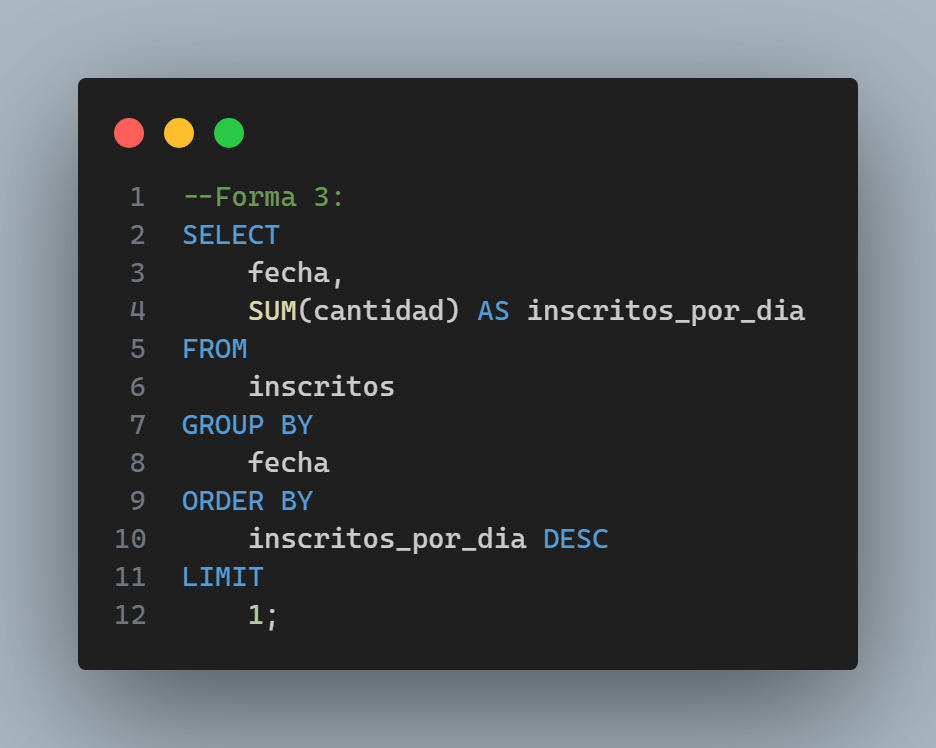 1 --Forma 3:
2 SELECT
3     fecha,
4     SUM(cantidad) AS inscritos_por_dia
5 FROM
6     inscritos
7 GROUP BY
8     fecha
9 ORDER BY
10     inscritos_por_dia DESC
11 LIMIT
12     1;